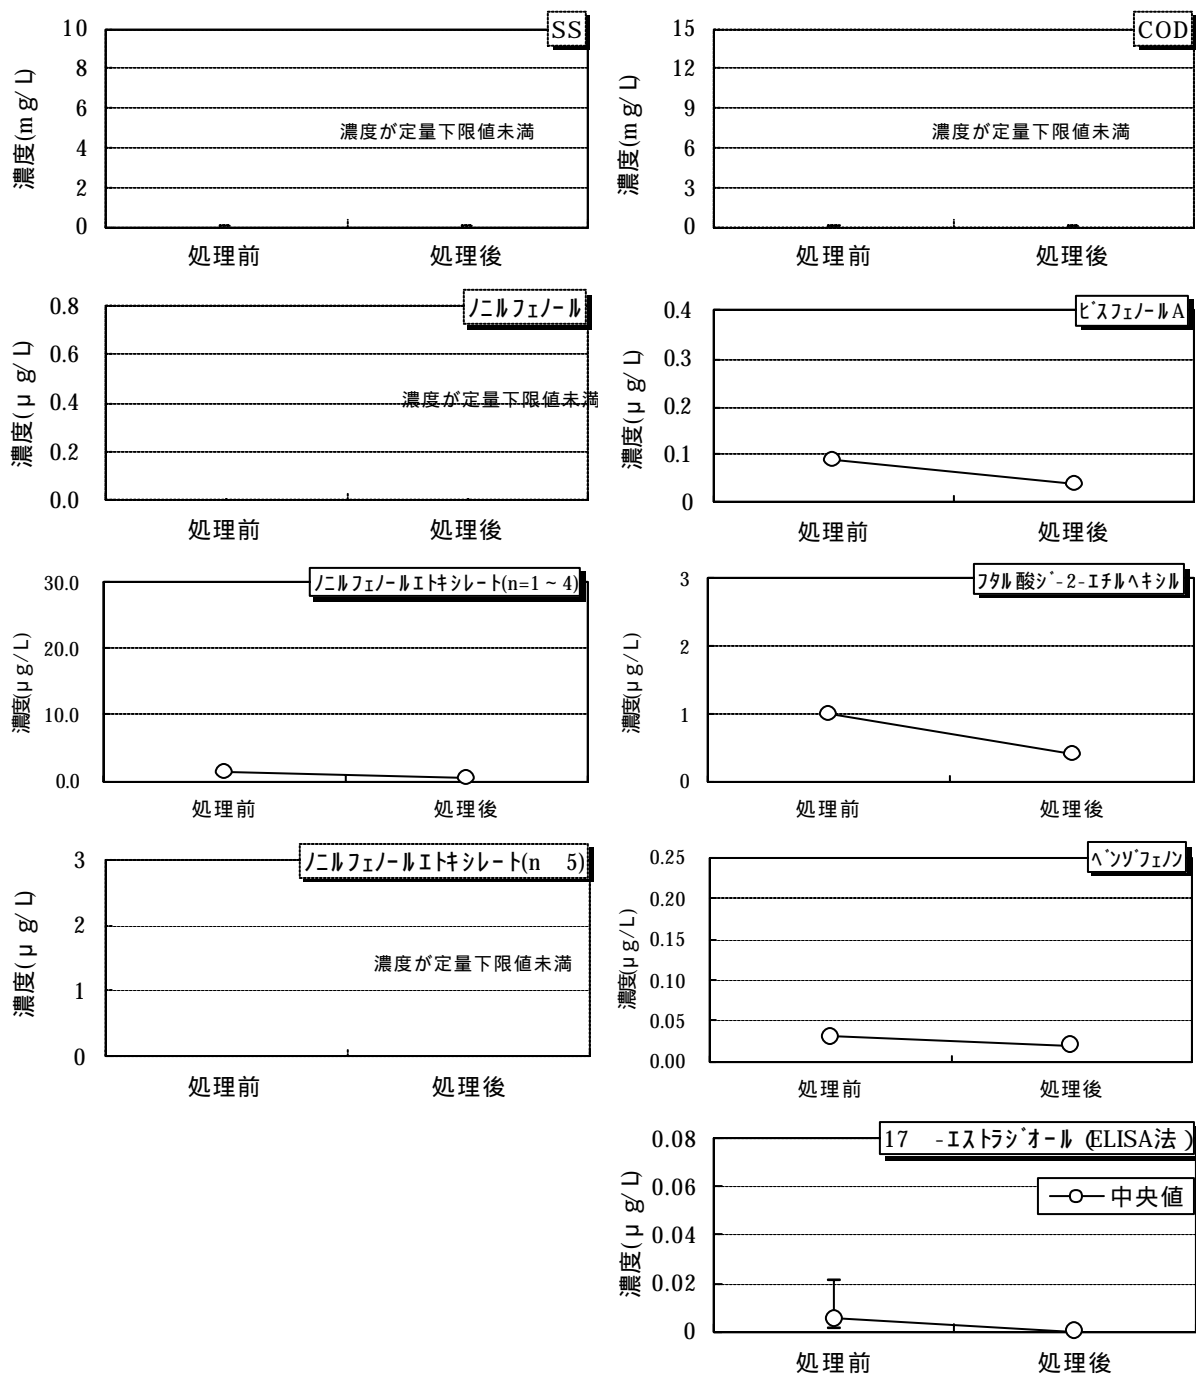 SS
10
8
6
4
2
0
濃度(mg/L)
濃度が定量下限値未満
処理前
処理後
COD
15
12
9
6
3
0
濃度(mg/L)
濃度が定量下限値未満
処理前
処理後
ﾉﾆﾙﾌｪﾉｰﾙ
0.8
0.6
0.4
0.2
0.0
濃度(μg/L)
濃度が定量下限値未満
処理前
処理後
ﾋﾞｽﾌｪﾉｰﾙA
0.4
0.3
0.2
0.1
0
濃度(μg/L)
処理前
処理後
ﾉﾆﾙﾌｪﾉｰﾙｴﾄｷｼﾚｰﾄ(n=1～4)
30.0
20.0
10.0
0.0
濃度(μg/L)
処理前
処理後
ﾌﾀﾙ酸ｼﾞ-2-ｴﾁﾙﾍｷｼﾙ
3
2
1
0
濃度(μg/L)
処理前
処理後
ﾉﾆﾙﾌｪﾉｰﾙｴﾄｷｼﾚｰﾄ(n 5)
3
2
1
0
濃度(μg/L)
濃度が定量下限値未満
処理前
処理後
ﾍﾞﾝｿﾞﾌｪﾉﾝ
0.25
0.20
0.15
0.10
0.05
0.00
濃度(μg/L)
処理前
処理後
17 -ｴｽﾄﾗｼﾞｵｰﾙ (ELISA法)
0.08
0.06
0.04
0.02
0
濃度(μg/L)
中央値
処理前
処理後